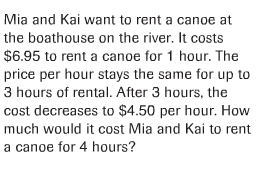 Mia and Kai want to rent a canoe at
the boathouse on the river. It costs
$6.95 to rent a canoe for 1 hour. The
price per hour stays the same for up to
3 hours of rental. After 3 hours, the
cost decreases to $4.50 per hour. How
much would it cost Mia and Kai to rent
a canoe for 4 hours?